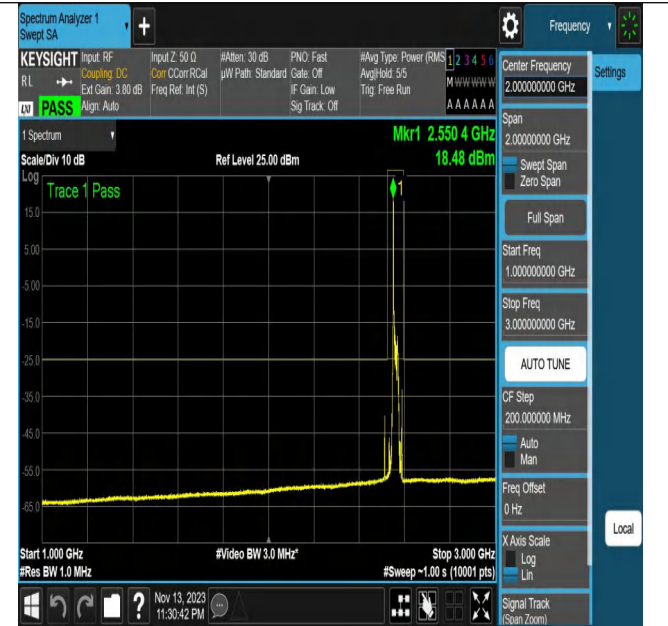 Spectrum Analyzer 1
Swept SA
Frequency
KEYSIGHT
RL
LXI
PASS
Input: RF
Coupling: DC
Ext Gain: 3.80 dB
Align: Auto
Input Z: 50 Ω
Corr CCorr RCal
Freq Ref: Int (S)
#Atten: 30 dB
µW Path: Standard
PNO: Fast
Gate: Off
IF Gain: Low
Sig Track: Off
#Avg Type: Power (RMS
Avg|Hold: 5/5
Trig: Free Run
1 2 3 4 5 6
M W W W W W
A A A A A A
1 Spectrum
Scale/Div 10 dB
Ref Level 25.00 dBm
Mkr1 2.550 4 GHz
18.48 dBm
Log
Trace 1 Pass
1
15.0
5.00
-5.00
-15.0
-25.0
-35.0
-45.0
-55.0
-65.0
Start 1.000 GHz
#Video BW 3.0 MHz*
Stop 3.000 GHz
#Res BW 1.0 MHz
#Sweep ~1.00 s (10001 pts)
Nov 13, 2023
11:30:42 PM
Center Frequency
2.00000000 GHz
Settings
Span
2.00000000 GHz
Swept Span
Zero Span
Full Span
Start Freq
1.000000000 GHz
Stop Freq
3.000000000 GHz
AUTO TUNE
CF Step
200.000000 MHz
Auto
Man
Freq Offset
0 Hz
X Axis Scale
Log
Lin
Local
Signal Track
(Span Zoom)